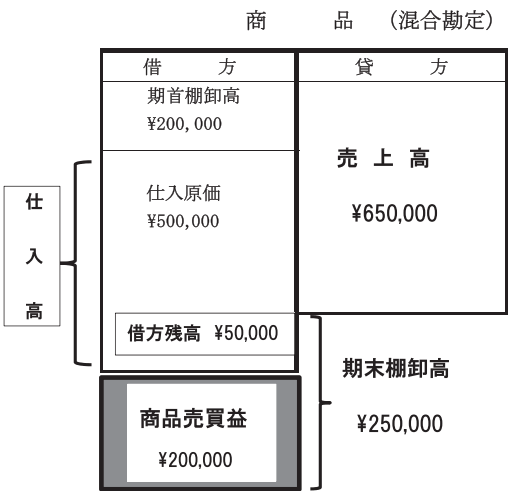 商 品 (混合勘定)
借 方
貸 方
期首棚卸高
¥200,000
仕入原価
¥500,000
借方残高 ¥50,000
仕
入
高
売 上 高
¥650,000
商品売買益
¥200,000
期末棚卸高
¥250,000